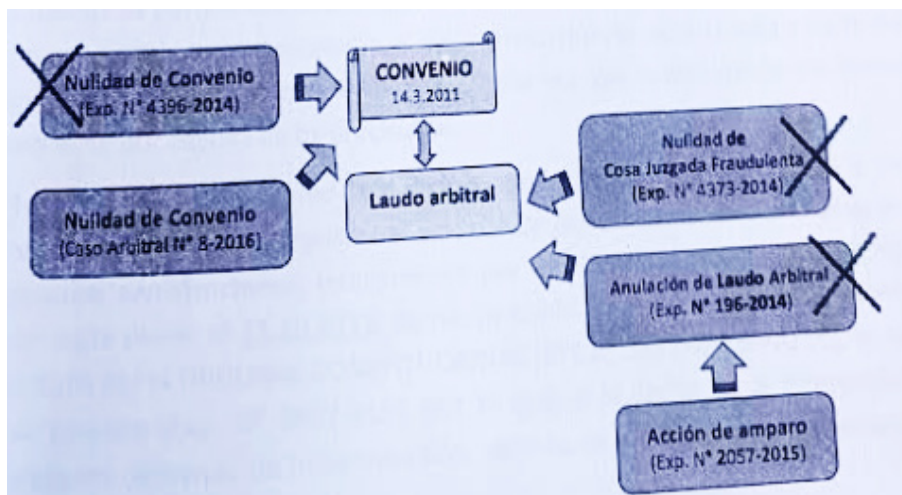 Nulidad de Convenio
(Exp. N° 4396-2014)
CONVENIO
14.3.2011
Nulidad de
Cosa Juzgada Fraudulenta
(Exp. N° 4373-2014)
Laudo arbitral
Nulidad de Convenio
(Caso Arbitral N° 8-2016)
Anulación de Laudo Arbitral
(Exp. N° 196-2014)
Acción de amparo
(Exp. N° 2057-2015)